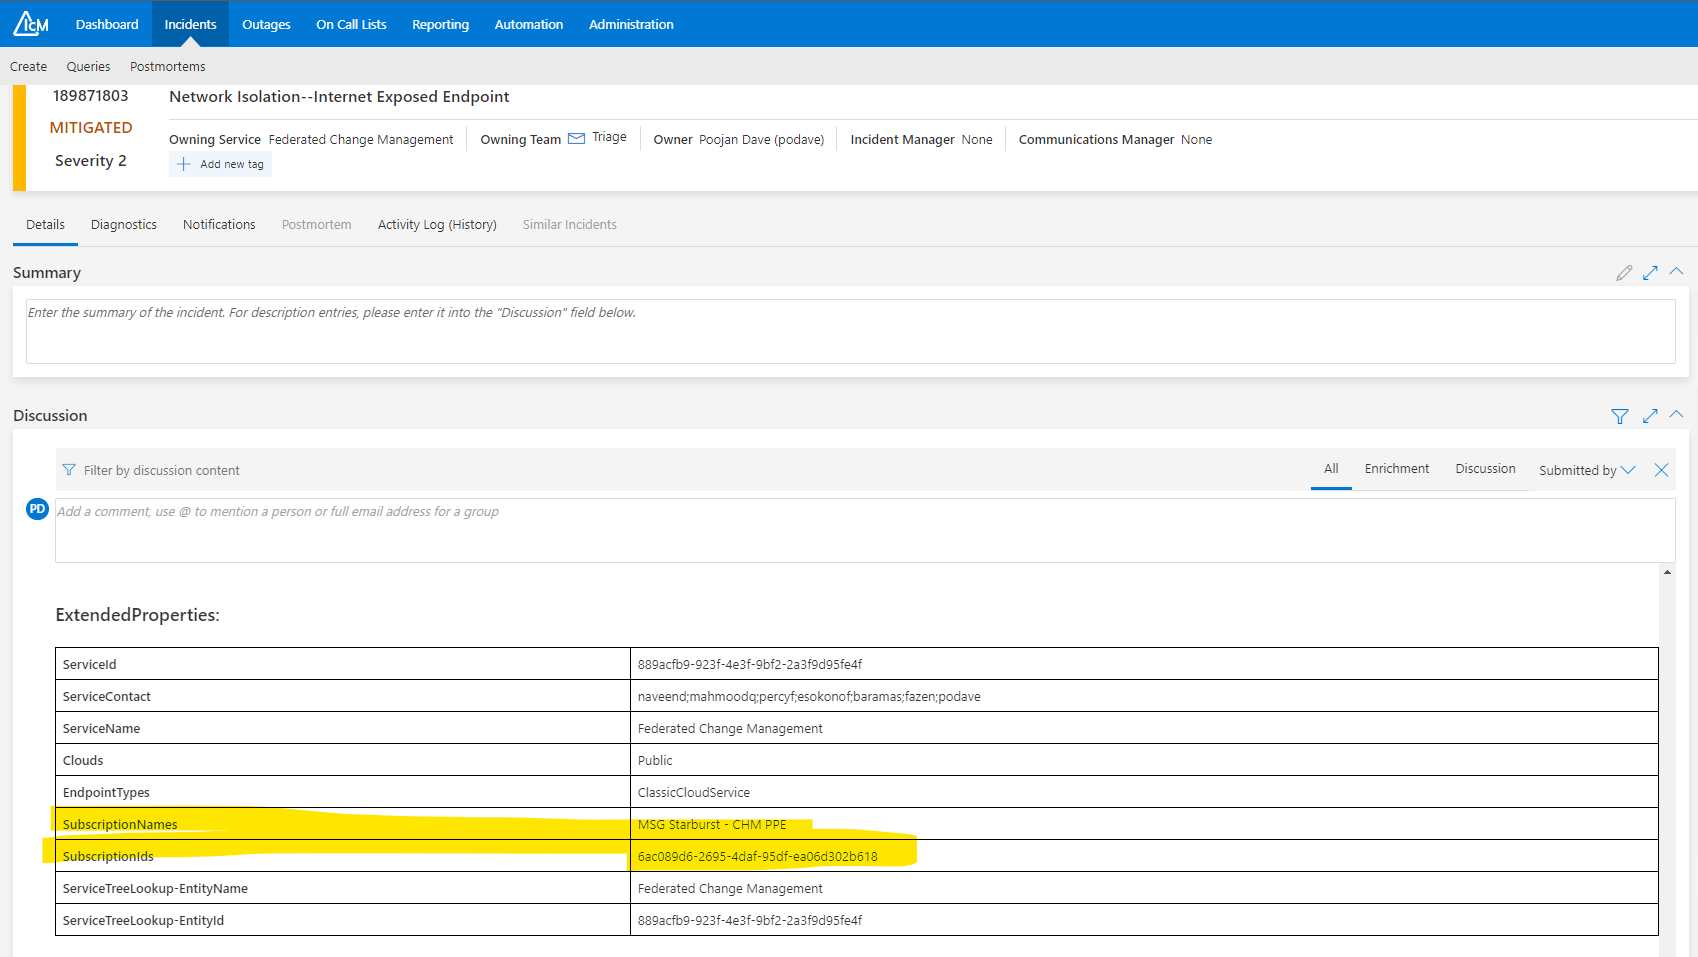 IcM Dashboard Incidents Outages On Call Lists Reporting Automation Administration
Create Queries Postmortems
189871803 Network Isolation--Internet Exposed Endpoint
MITIGATED
Owning Service Federated Change Management Owning Team Triage Owner Poojan Dave (podave) Incident Manager None Communications Manager None
Severity 2
Add new tag
Details Diagnostics Notifications Postmortem Activity Log (History) Similar Incidents
Summary
Enter the summary of the incident. For description entries, please enter it into the "Discussion" field below.
Discussion
Filter by discussion content All Enrichment Discussion Submitted by
PD Add a comment, use @ to mention a person or full email address for a group
ExtendedProperties:
ServiceId 889acfb9-923f-4e3f-9bf2-2a3f9d95fe4f
ServiceContact naveend;mahmoodq;percyf;esokonof;baramas;fazen;podave
ServiceName Federated Change Management
Clouds Public
EndpointTypes ClassicCloudService
SubscriptionNames MSG Starburst - CHM PPE
SubscriptionIds 6ac089d6-2695-4daf-95df-ea06d302b618
ServiceTreeLookup-EntityName Federated Change Management
ServiceTreeLookup-EntityId 889acfb9-923f-4e3f-9bf2-2a3f9d95fe4f